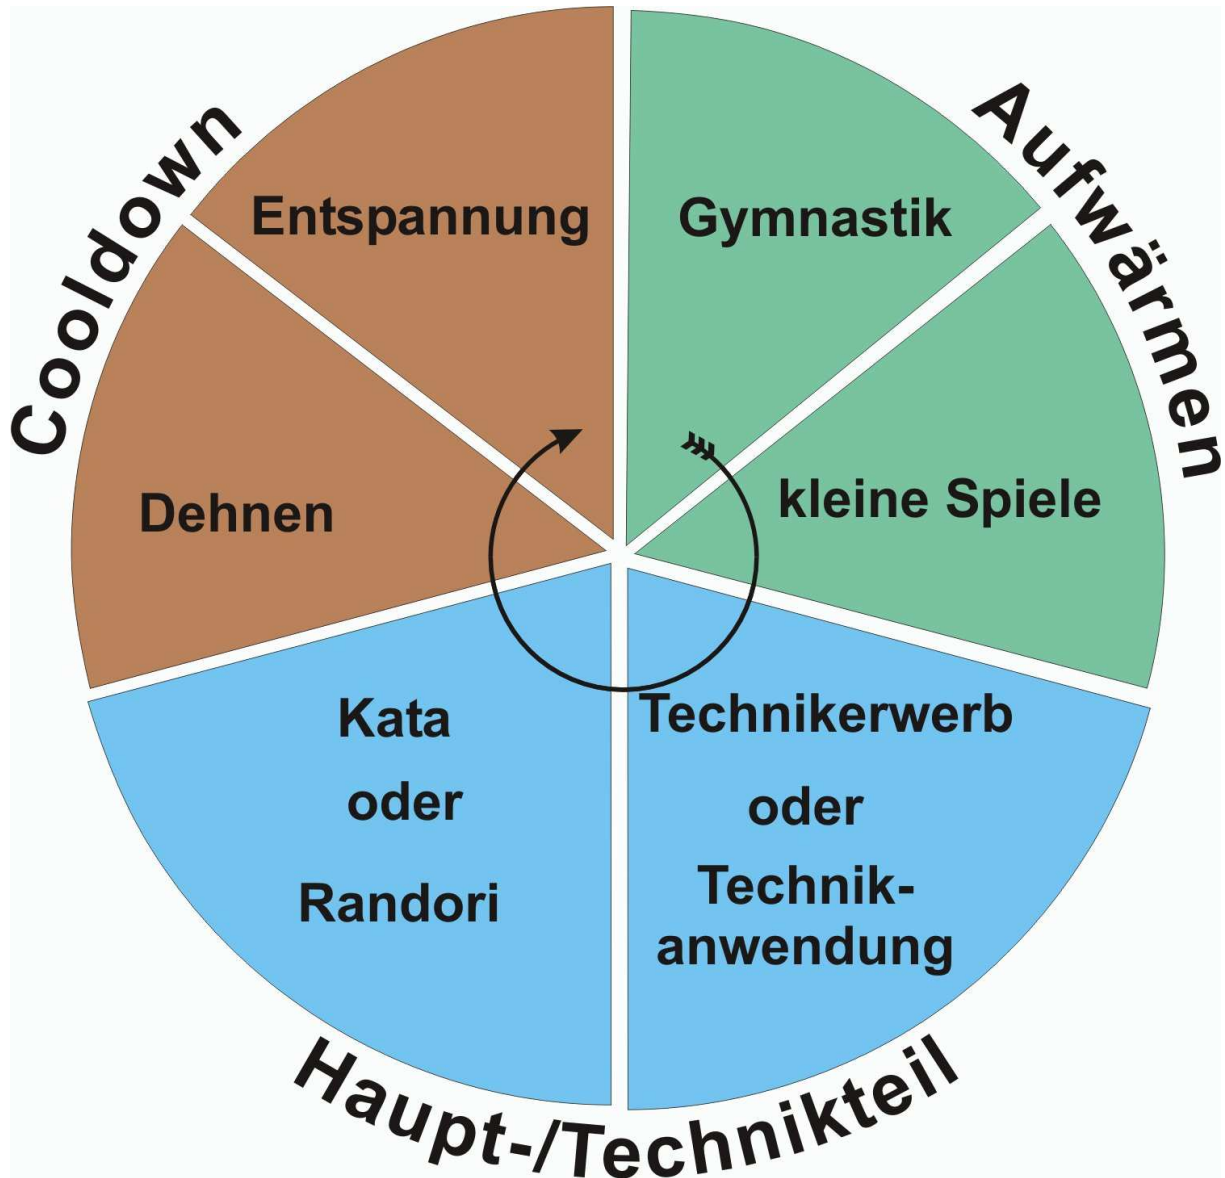 Aufwärmen
Gymnastik
kleine Spiele
Technikerwerb
oder
Technik-
anwendung
Haupt-/Technikteil
Kata
oder
Randori
Cooldown
Dehnen
Entspannung